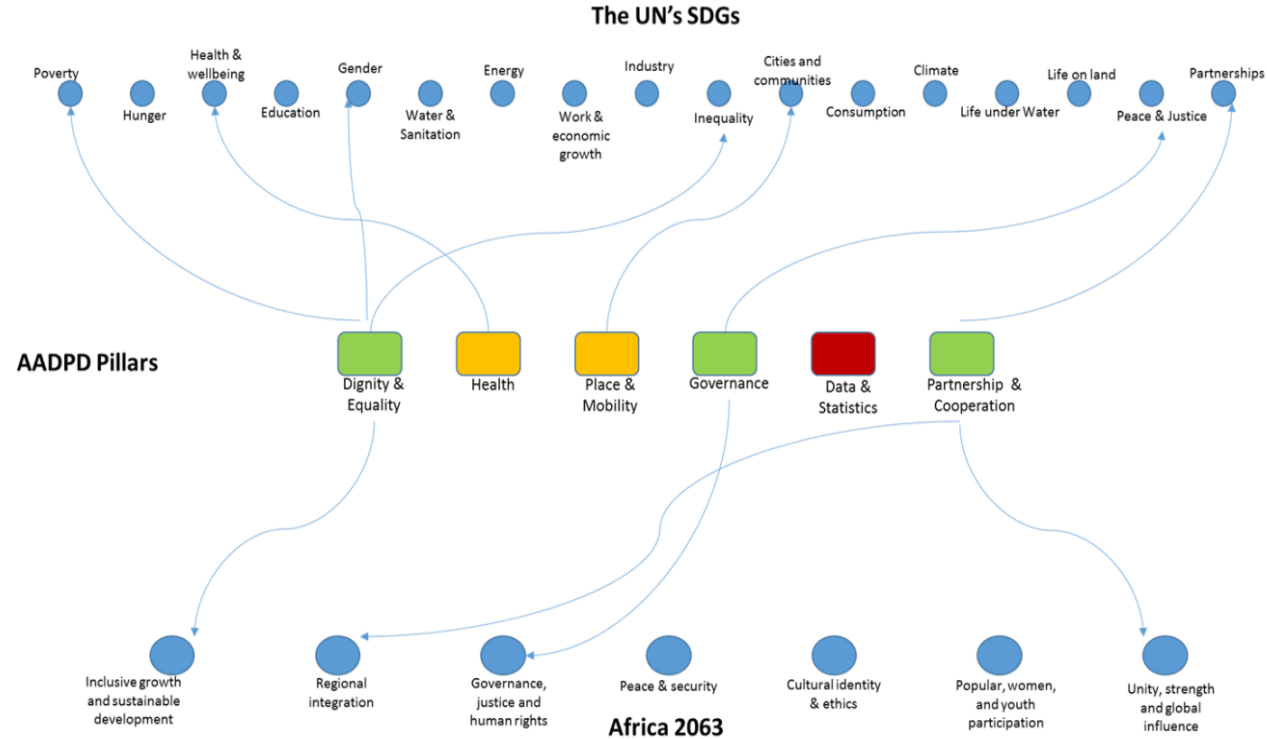 The UN's SDGs
Poverty
Hunger
Health &
wellbeing
Education
Gender
Water &
Sanitation
Energy
Work &
economic
growth
Industry
Inequality
Cities and
communities
Consumption
Climate
Life under Water
Life on land
Peace & Justice
Partnerships
AADPD Pillars
Dignity &
Equality
Health
Place &
Mobility
Governance
Data &
Statistics
Partnership &
Cooperation
Inclusive growth
and sustainable
development
Regional
integration
Governance,
justice and
human rights
Peace & security
Cultural identity
& ethics
Popular, women,
and youth
participation
Unity, strength
and global
influence
Africa 2063